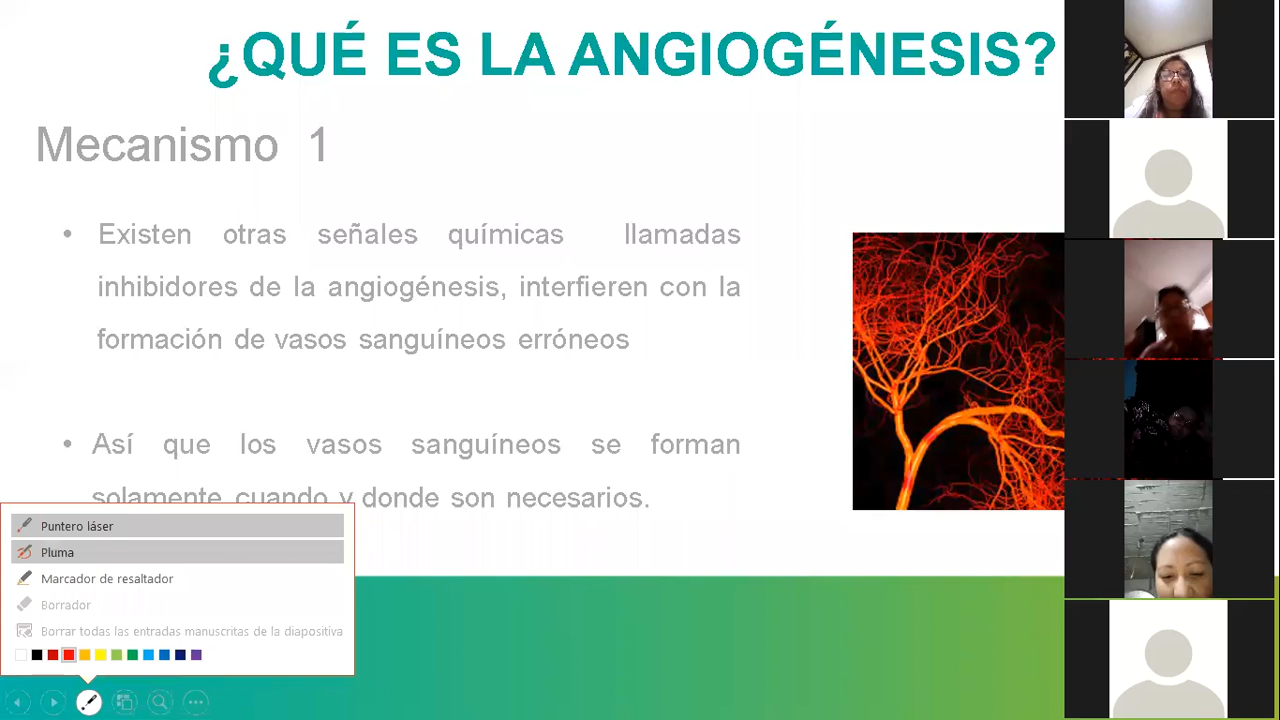 ¿QUÉ ES LA ANGIOGÉNESIS?
Mecanismo 1
• Existen otras señales químicas llamadas
inhibidores de la angiogénesis, interfieren con la
formación de vasos sanguíneos erróneos
• Así que los vasos sanguíneos se forman
solamente cuando y donde son necesarios.
Puntero láser
Pluma
Marcador de resaltador
Borrador
Borrar todas las entradas manuscritas de la diapositiva